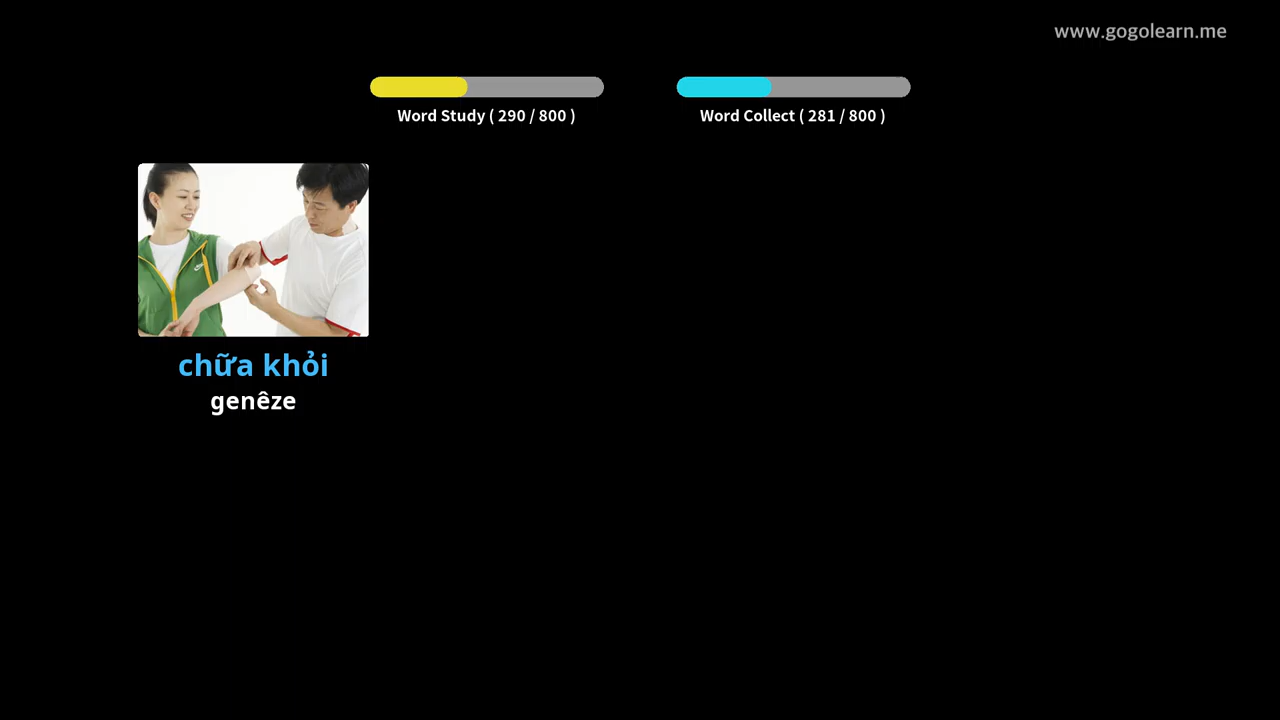 www.gogolearn.me
Word Study ( 290 / 800 )
Word Collect ( 281 / 800 )
chữa khỏi
genêze